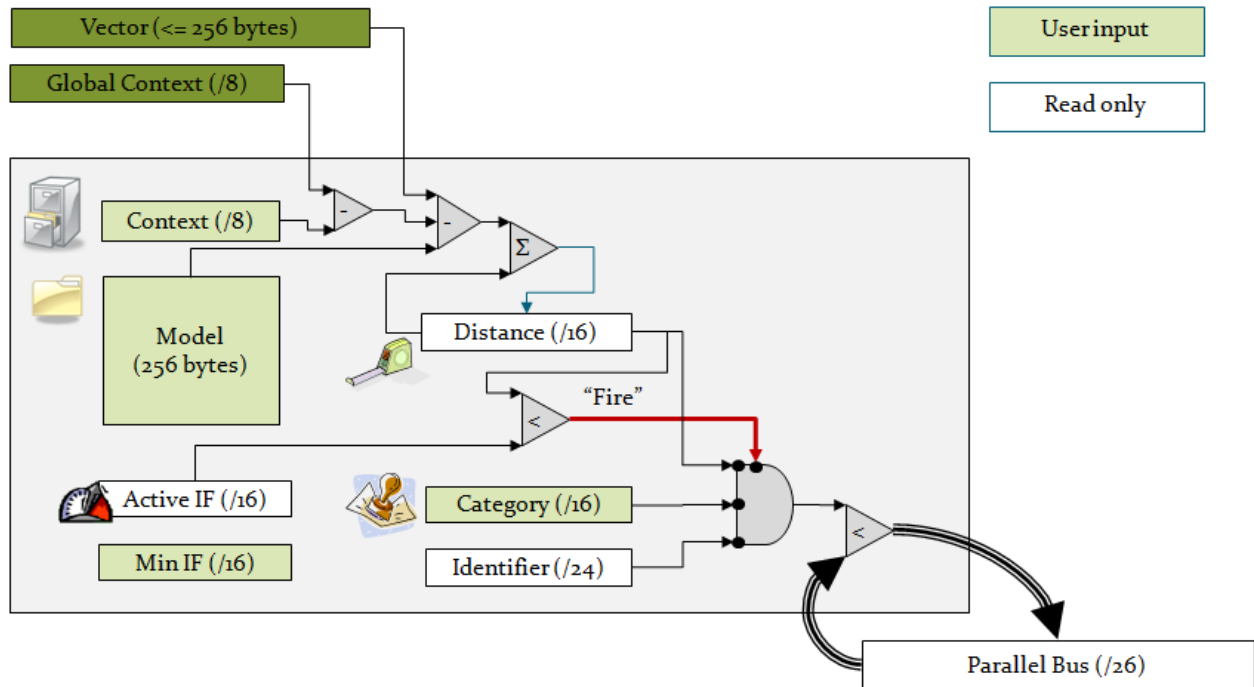 Vector (<= 256 bytes)
Global Context (/8)
User input
Read only
Context (/8)
-
-
Σ
Model
(256 bytes)
Distance (/16)
“Fire”
<
Active IF (/16)
Category (/16)
<
Min IF (/16)
Identifier (/24)
Parallel Bus (/26)